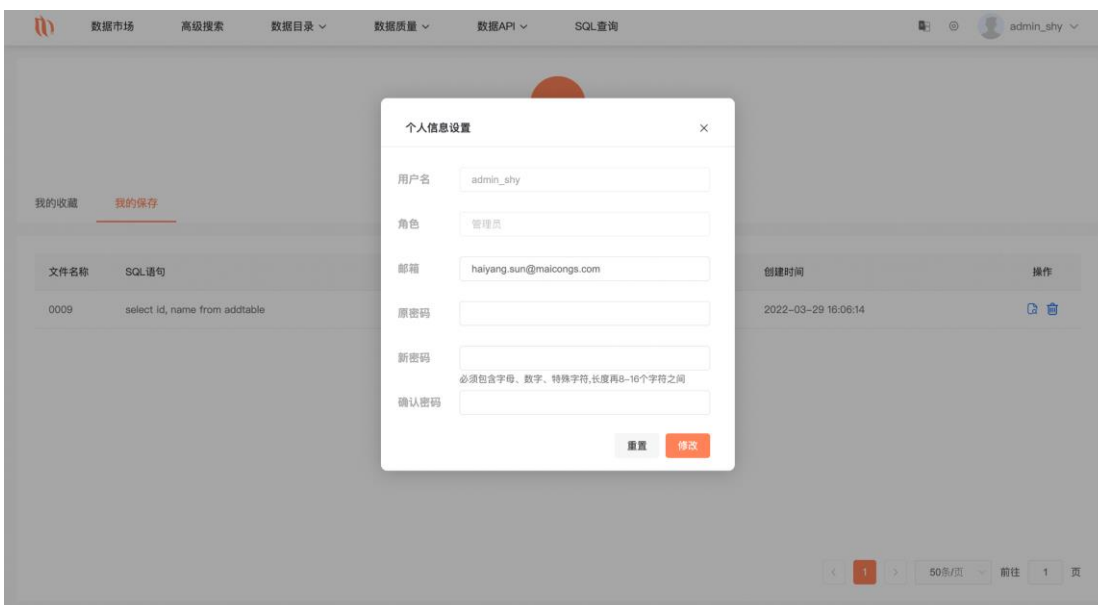 数据市场 高级搜索 数据目录 数据质量 数据API SQL查询 admin_shy
个人信息设置
用户名 admin_shy
我的收藏 我的保存
角色 管理员
文件名称 SQL语句 邮箱 haiyang.sun@maicongs.com 创建时间 操作
0009 select id, name from addtable 原密码 2022-03-29 16:06:14
新密码
必须包含字母、数字、特殊字符,长度再8-16个字符之间
确认密码
重置 修改
1 50条/页 前往 1 页